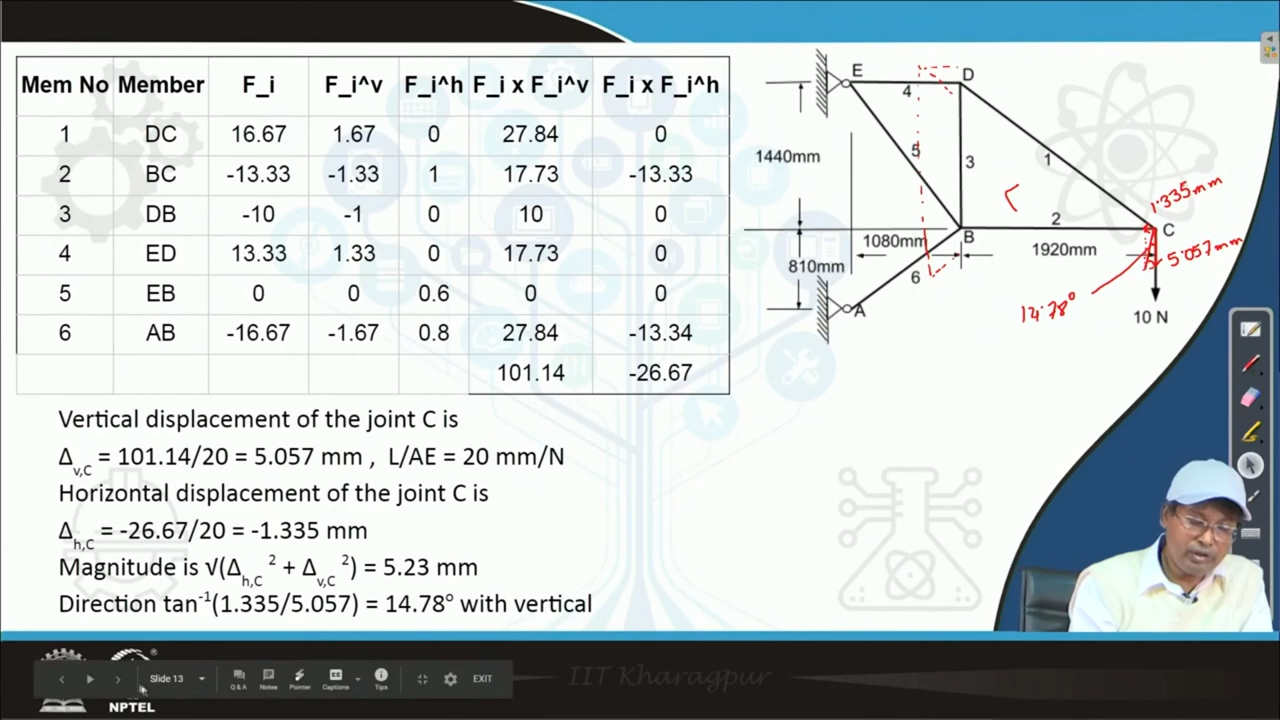 Mem No Member F_i F_i^v F_i^h F_i x F_i^v F_i x F_i^h
1 DC 16.67 1.67 0 27.84 0
2 BC -13.33 -1.33 1 17.73 -13.33
3 DB -10 -1 0 10 0
4 ED 13.33 1.33 0 17.73 0
5 EB 0 0 0.6 0 0
6 AB -16.67 -1.67 0.8 27.84 -13.34
101.14 -26.67
Vertical displacement of the joint C is
Δv,C = 101.14/20 = 5.057 mm , L/AE = 20 mm/N
Horizontal displacement of the joint C is
Δh,C = -26.67/20 = -1.335 mm
Magnitude is √(Δh,C 2 + Δv,C 2) = 5.23 mm
Direction tan-1(1.335/5.057) = 14.78° with vertical
E D
4
1440mm 5 3 1
1.335mm
B 2 C
1080mm 1920mm 5.057mm
810mm 6
A 14.78°
10 N
IIT Kharagpur
Slide 13
Q & A Notes Pointer Captions Tips EXIT
NPTEL